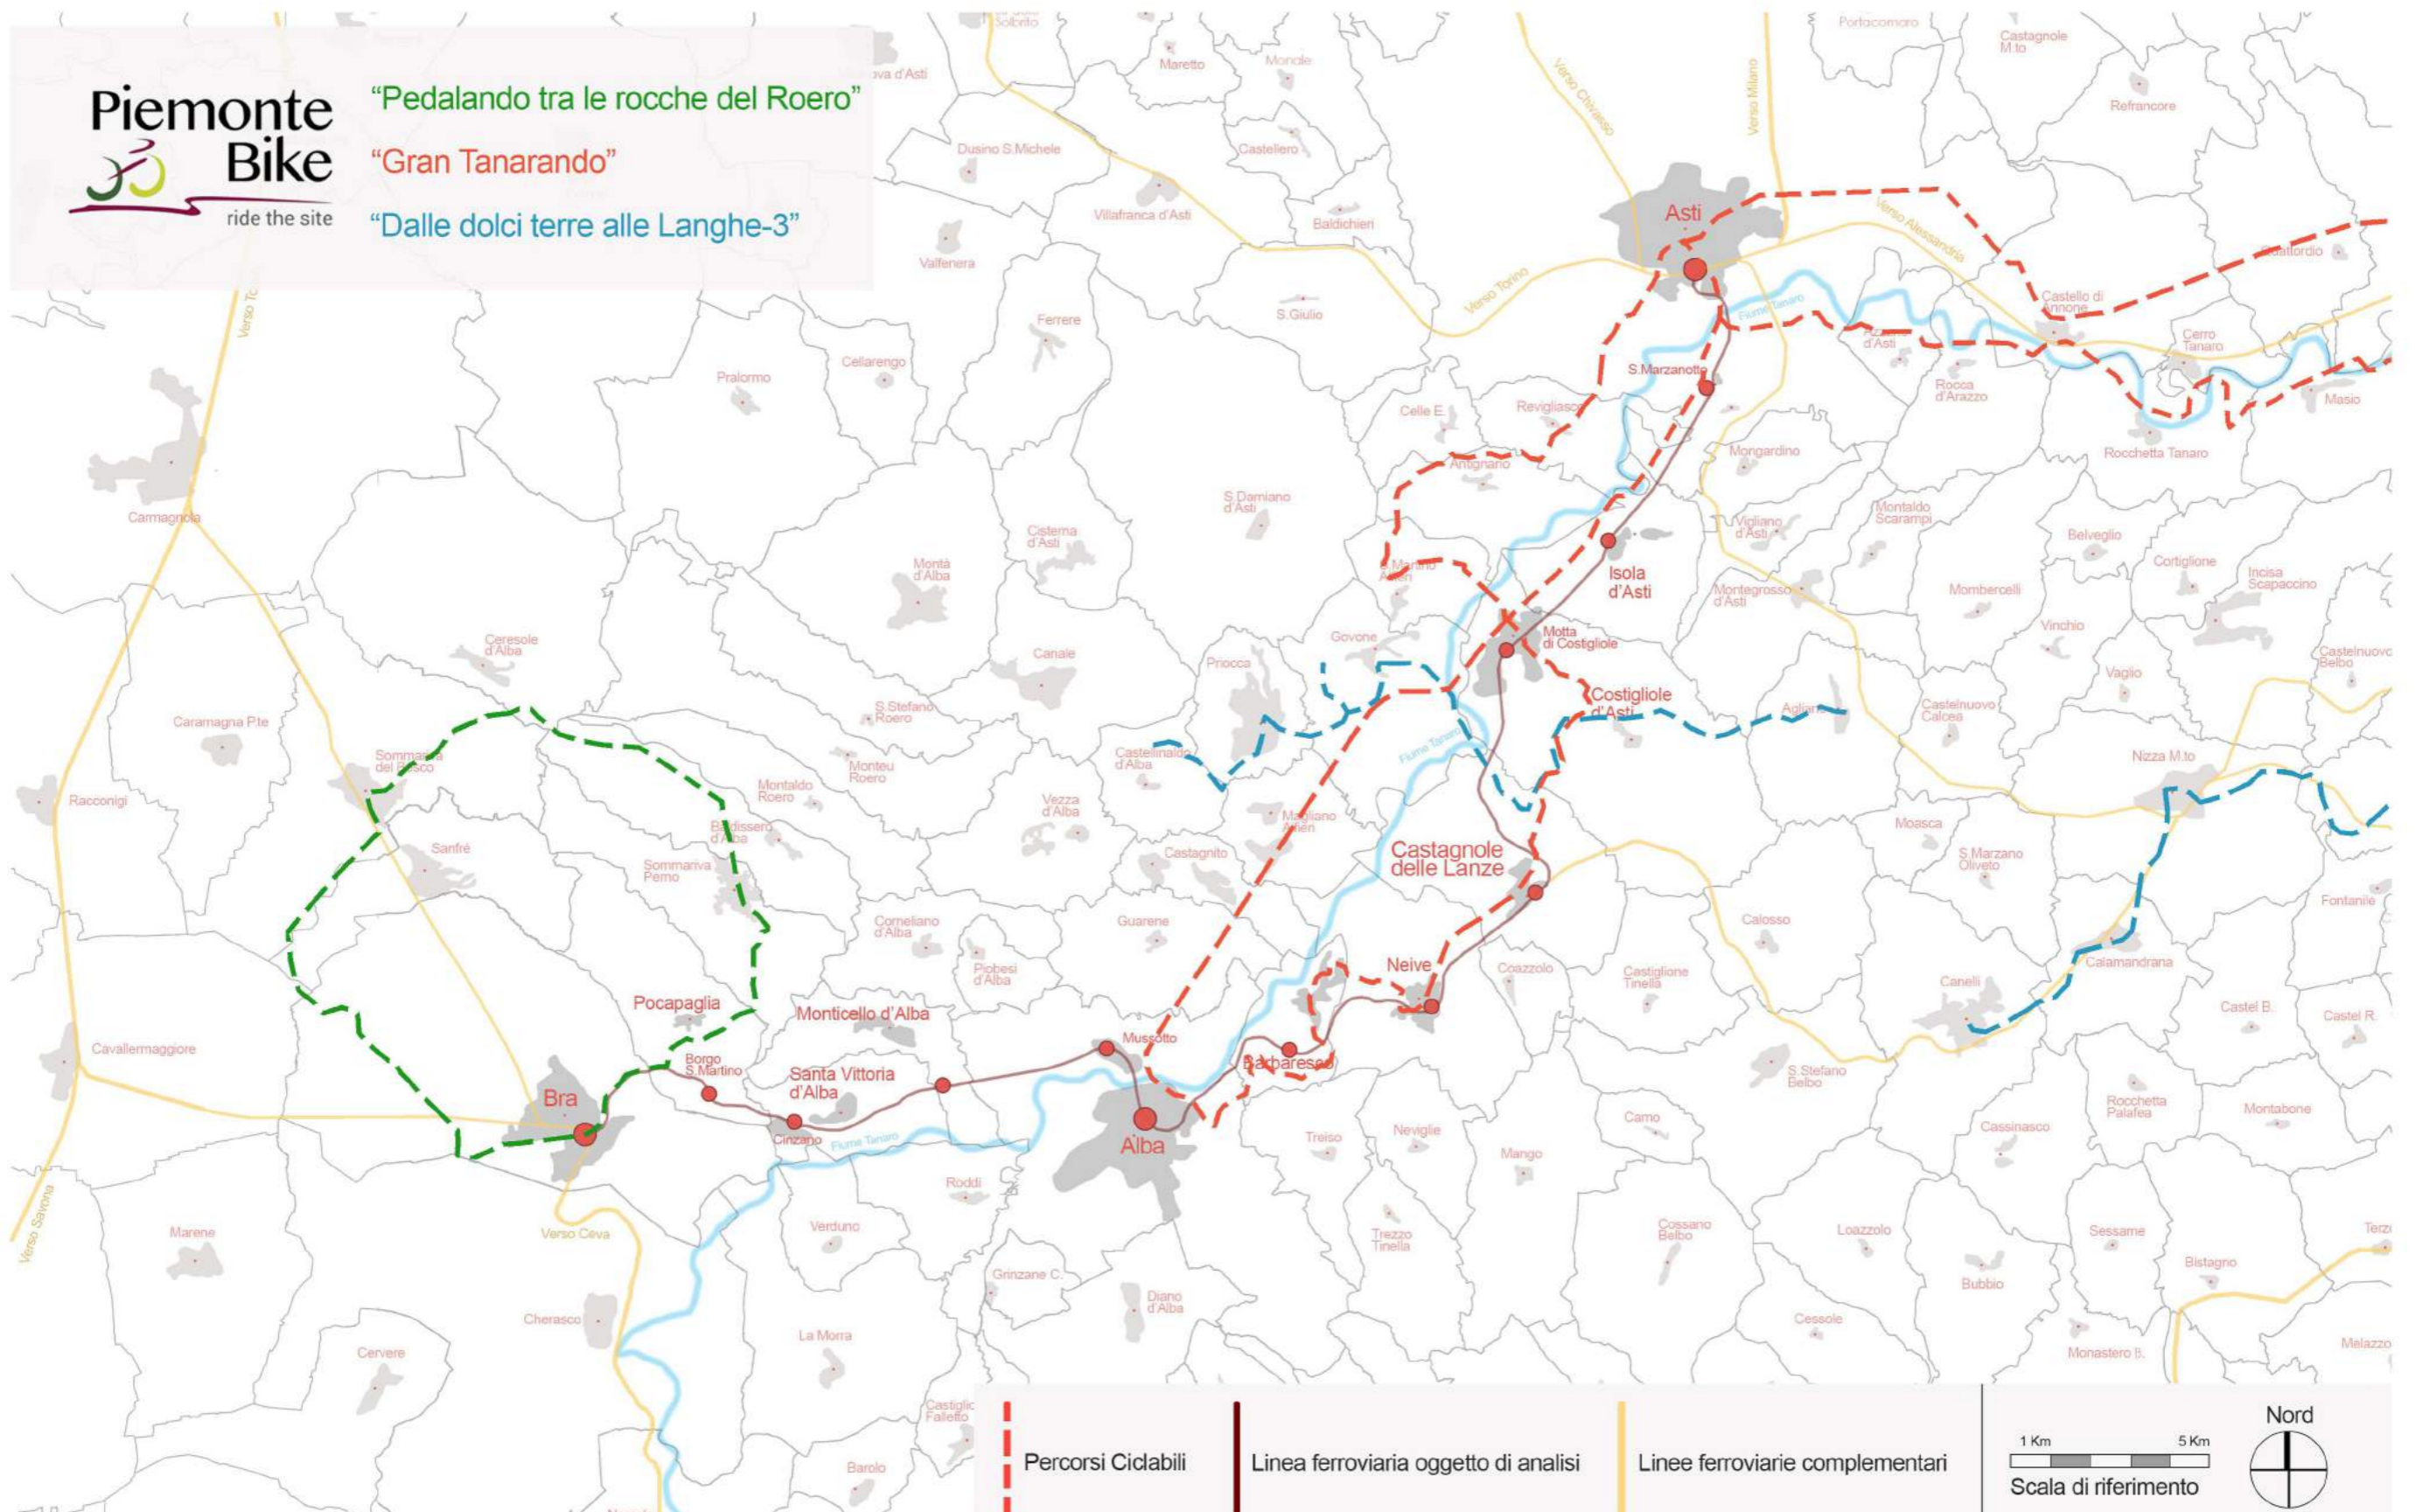 Piemonte
Bike
ride the site
“Pedalando tra le rocche del Roero”
“Gran Tanarando”
“Dalle dolci terre alle Langhe-3”
Solbrito
Maretto
Monale
Portacomaro
Castagnole
M.to
ova d'Asti
Verso Chivasso
Verso Milano
Refrancore
Dusino S.Michele
Castellero
Villafranca d'Asti
Baldichieri
Asti
Verso Alessandria
Valfenera
Quattordio
Verso Torino
Fiume Tanaro
Castello di
Annone
S.Giulio
Ferrere
d'Asti
Cerro
Tanaro
Pralormo
Cellarengo
S.Marzanotto
Rocca
d'Arazzo
Masio
Celle E.
Revigliasco
Mongardino
Rocchetta Tanaro
Antignano
Carmagnola
S.Damiano
d'Asti
Vigliano
d'Asti
Montaldo
Scarampi
Cisterna
d'Asti
Belveglio
Cortiglione
Incisa
Scapaccino
Montà
d'Alba
S.Martino
Alfieri
Isola
d'Asti
Montegrosso
d'Asti
Mombercelli
Ceresole
d'Alba
Canale
Priocca
Govone
Motta
di Costigliole
Vinchio
Castelnuovo
Belbo
Vaglio
Caramagna P.te
S.Stefano
Roero
Costigliole
d'Asti
Agliano
Castelnuovo
Calcea
Sommariva
del Bosco
Monteu
Roero
Castellinaldo
d'Alba
Fiume Tanaro
Nizza M.to
Racconigi
Montaldo
Roero
Vezza
d'Alba
Magliano
Alfieri
Baldissero
d'Alba
Moasca
Sanfrè
Sommariva
Perno
Castagnito
Castagnole
delle Lanze
S.Marzano
Oliveto
Fontanile
Corneliano
d'Alba
Guarene
Calosso
Piobesi
d'Alba
Neive
Coazzolo
Castiglione
Tinella
Calamandrana
Canelli
Pocapaglia
Monticello d'Alba
Castel B.
Castel R.
Cavallermaggiore
Mussotto
Borgo
S.Martino
Santa Vittoria
d'Alba
Barbaresco
S.Stefano
Belbo
Bra
Rocchetta
Palafea
Montabone
Cinzano
Fiume Tanaro
Alba
Treiso
Neviglie
Camo
Cassinasco
Mango
Roddi
Verso Savona
Marene
Verso Ceva
Verduno
Trezzo
Tinella
Cossano
Belbo
Loazzolo
Sessame
Bistagno
Grinzane C.
Diano
d'Alba
Bubbio
Cherasco
La Morra
Cessole
Cervere
Monastero B.
Melazzo
Falletto
Barolo
Percorsi Ciclabili
Linea ferroviaria oggetto di analisi
Linee ferroviarie complementari
1 Km
5 Km
Scala di riferimento
Nord